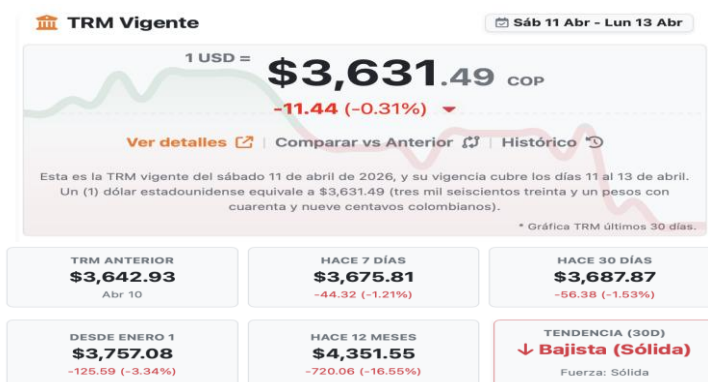 TRM Vigente
Sáb 11 Abr - Lun 13 Abr
1 USD =
$3,631.49 COP
-11.44 (-0.31%)
Ver detalles | Comparar vs Anterior | Histórico
Esta es la TRM vigente del sábado 11 de abril de 2026, y su vigencia cubre los días 11 al 13 de abril.
Un (1) dólar estadounidense equivale a $3,631.49 (tres mil seiscientos treinta y un pesos con
cuarenta y nueve centavos colombianos).
* Gráfica TRM últimos 30 días.
TRM ANTERIOR
$3,642.93
Abr 10
HACE 7 DÍAS
$3,675.81
-44.32 (-1.21%)
HACE 30 DÍAS
$3,687.87
-56.38 (-1.53%)
DESDE ENERO 1
$3,757.08
-125.59 (-3.34%)
HACE 12 MESES
$4,351.55
-720.06 (-16.55%)
TENDENCIA (30D)
Bajista (Sólida)
Fuerza: Sólida